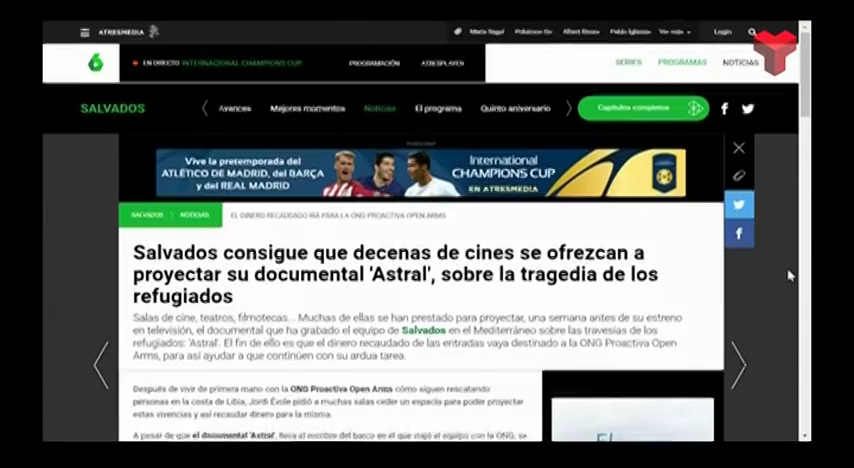 ATRESMEDIA
Login
6
EN DIRECTO INTERNATIONAL CHAMPIONS CUP
PROGRAMACIÓN
ATRESPLAYER
SERIES
PROGRAMAS
NOTICIAS
SALVADOS
Avances
Mejores momentos
Noticias
El programa
Quinto aniversario
Capítulos completos
Vive la pretemporada del
ATLÉTICO DE MADRID, del BARÇA
y del REAL MADRID
International
CHAMPIONS CUP
EN ATRESMEDIA
SALVADOS
NOTICIAS
EL DINERO RECAUDADO IRÁ PARA LA ONG PROACTIVA OPEN ARMS
Salvados consigue que decenas de cines se ofrezcan a
proyectar su documental 'Astral', sobre la tragedia de los
refugiados
Salas de cine, teatros, filmotecas... Muchas de ellas se han prestado para proyectar, una semana antes de su estreno
en televisión, el documental que ha grabado el equipo de Salvados en el Mediterráneo sobre las travesías de los
refugiados: 'Astral'. El fin de ello es que el dinero recaudado de las entradas vaya destinado a la ONG Proactiva Open
Arms, para así ayudar a que continúen con su ardua tarea.
Después de vivir de primera mano con la ONG Proactiva Open Arms cómo siguen rescatando
personas en la costa de Libia, Jordi Évole pidió a muchas salas ceder un espacio para poder proyectar
estas vivencias y así recaudar dinero para la misma.
A pesar de que el documental 'Astral', lleva el nombre del barco en el que viajó el equipo con la ONG, se